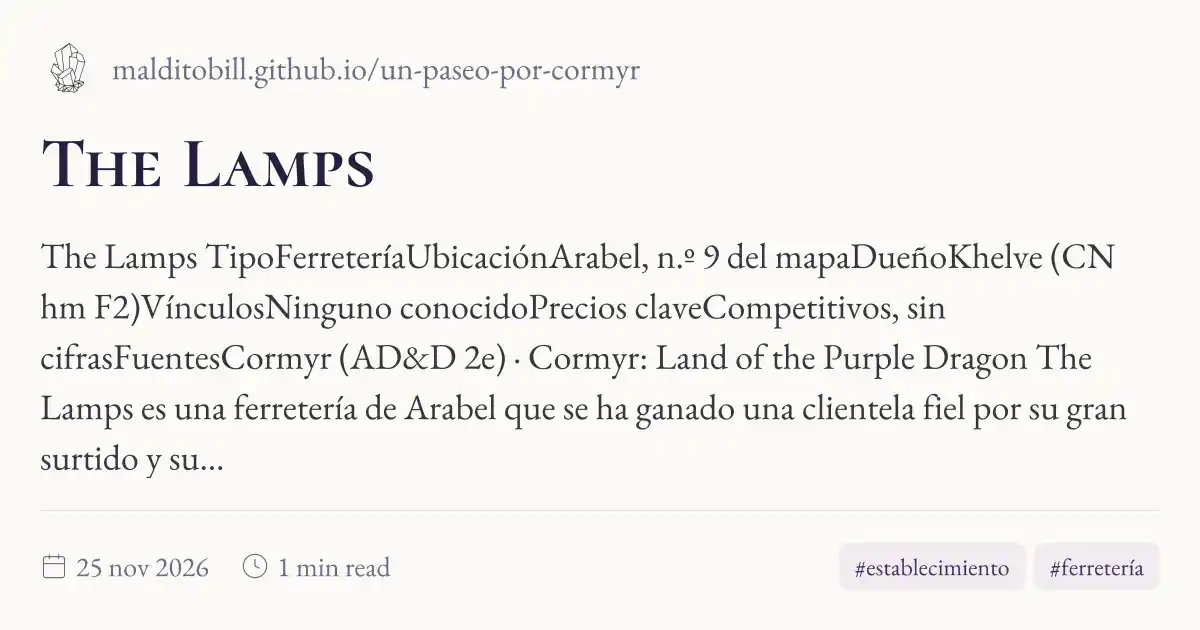 malditobill.github.io/un-paseo-por-cormyr
The Lamps
The Lamps TipoFerreteríaUbicaciónArabel, n.º 9 del mapaDueñoKhelve (CN
hm F2)VínculosNinguno conocidoPrecios claveCompetitivos, sin
cifrasFuentesCormyr (AD&D 2e) · Cormyr: Land of the Purple Dragon The
Lamps es una ferretería de Arabel que se ha ganado una clientela fiel por su gran
surtido y su...
25 nov 2026 1 min read #establecimiento #ferretería